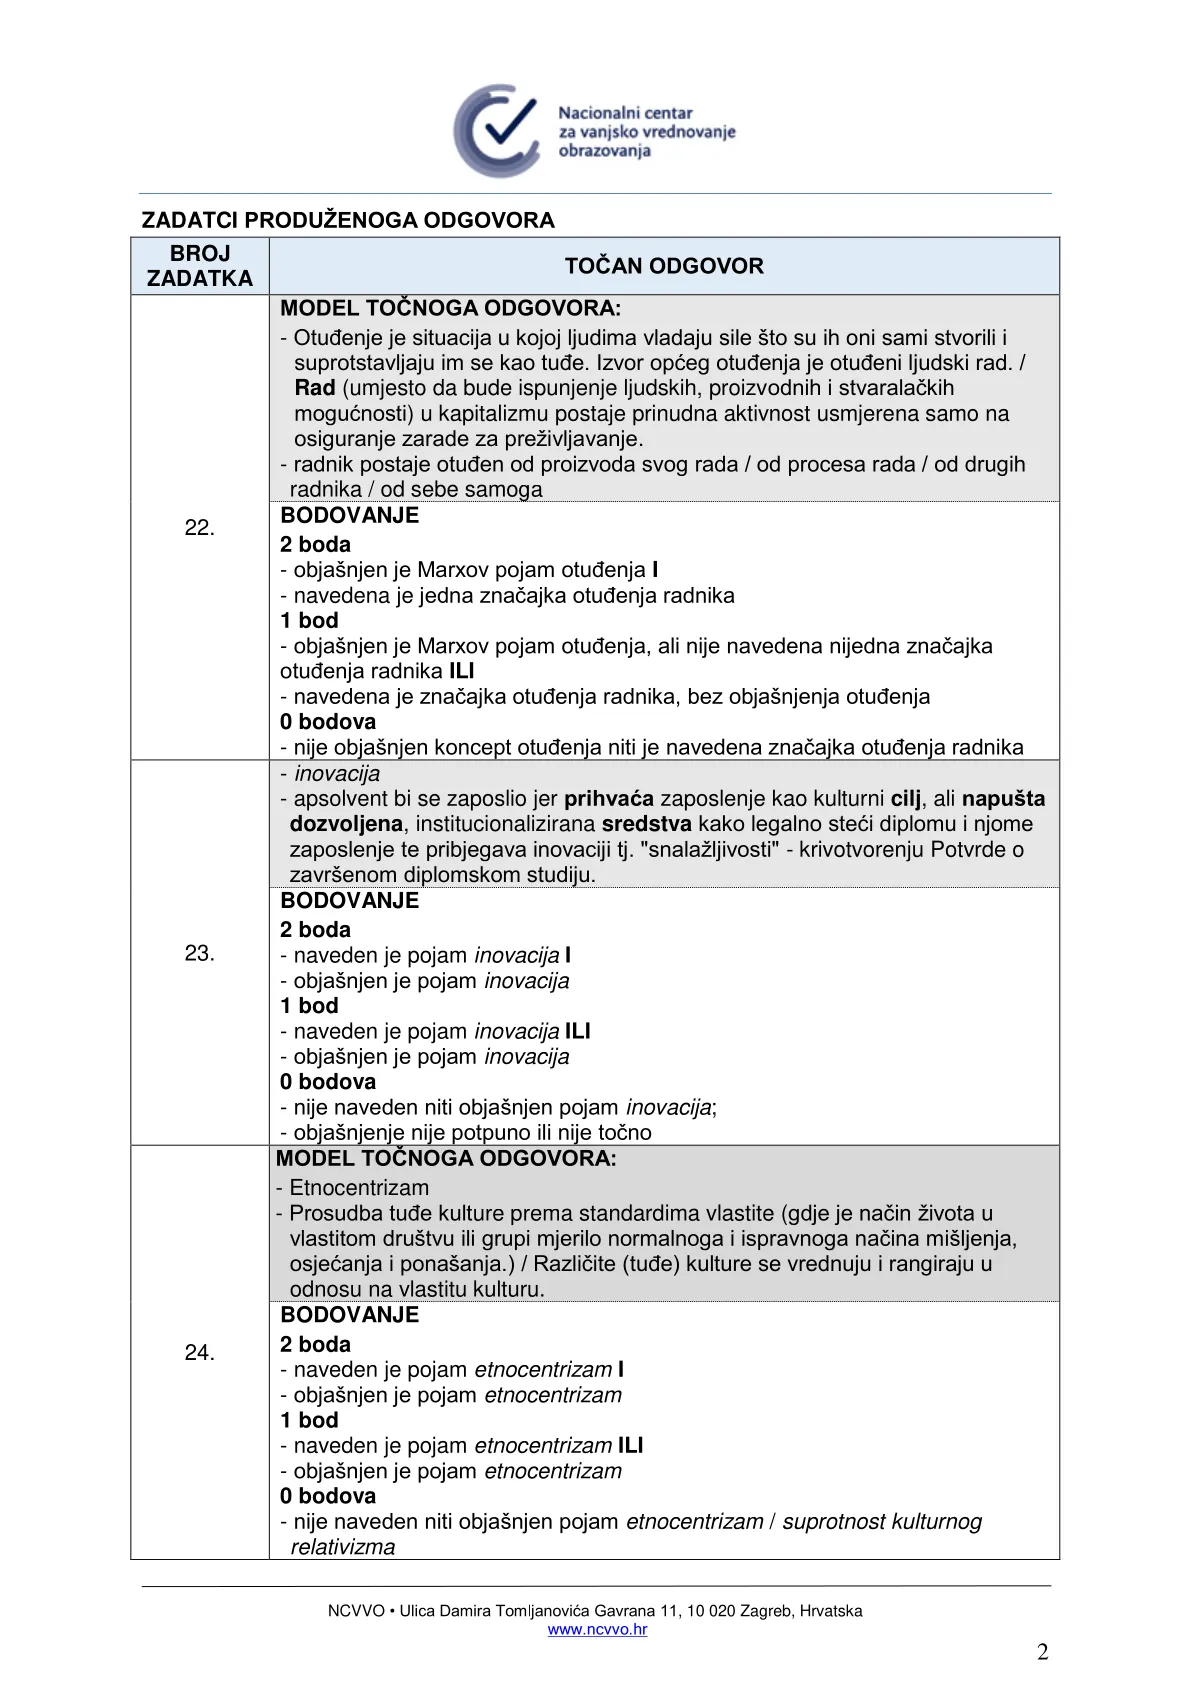 Nacionalni centar
za vanjsko vrednovanje
obrazovanja
ZADATCI PRODUŽENOGA ODGOVORA
BROJ
ZADATKA
TOČAN ODGOVOR
22.
MODEL TOČNOGA ODGOVORA:
- Otuđenje je situacija u kojoj ljudima vladaju sile što su ih oni sami stvorili i
suprotstavljaju im se kao tuđe. Izvor općeg otuđenja je otuđeni ljudski rad. /
Rad (umjesto da bude ispunjenje ljudskih, proizvodnih i stvaralačkih
mogućnosti) u kapitalizmu postaje prinudna aktivnost usmjerena samo na
osiguranje zarade za preživljavanje.
- radnik postaje otuđen od proizvoda svog rada / od procesa rada / od drugih
radnika / od sebe samoga
BODOVANJE
2 boda
- objašnjen je Marxov pojam otuđenja I
- navedena je jedna značajka otuđenja radnika
1 bod
- objašnjen je Marxov pojam otuđenja, ali nije navedena nijedna značajka
otuđenja radnika ILI
- navedena je značajka otuđenja radnika, bez objašnjenja otuđenja
0 bodova
- nije objašnjen koncept otuđenja niti je navedena značajka otuđenja radnika
23.
- inovacija
- apsolvent bi se zaposlio jer prihvaća zaposlenje kao kulturni cilj, ali napušta
dozvoljena, institucionalizirana sredstva kako legalno steći diplomu i njome
zaposlenje te pribjegava inovaciji tj. "snalažljivosti" - krivotvorenju Potvrde o
završenom diplomskom studiju.
BODOVANJE
2 boda
- naveden je pojam inovacija I
- objašnjen je pojam inovacija
1 bod
- naveden je pojam inovacija ILI
- objašnjen je pojam inovacija
0 bodova
- nije naveden niti objašnjen pojam inovacija;
- objašnjenje nije potpuno ili nije točno
24.
MODEL TOČNOGA ODGOVORA:
- Etnocentrizam
- Prosudba tuđe kulture prema standardima vlastite (gdje je način života u
vlastitom društvu ili grupi mjerilo normalnoga i ispravnoga načina mišljenja,
osjećanja i ponašanja.) / Različite (tuđe) kulture se vrednuju i rangiraju u
odnosu na vlastitu kulturu.
BODOVANJE
2 boda
- naveden je pojam etnocentrizam I
- objašnjen je pojam etnocentrizam
1 bod
- naveden je pojam etnocentrizam ILI
- objašnjen je pojam etnocentrizam
0 bodova
- nije naveden niti objašnjen pojam etnocentrizam / suprotnost kulturnog
relativizma
NCVVO • Ulica Damira Tomljanovića Gavrana 11, 10 020 Zagreb, Hrvatska
www.ncvvo.hr
2